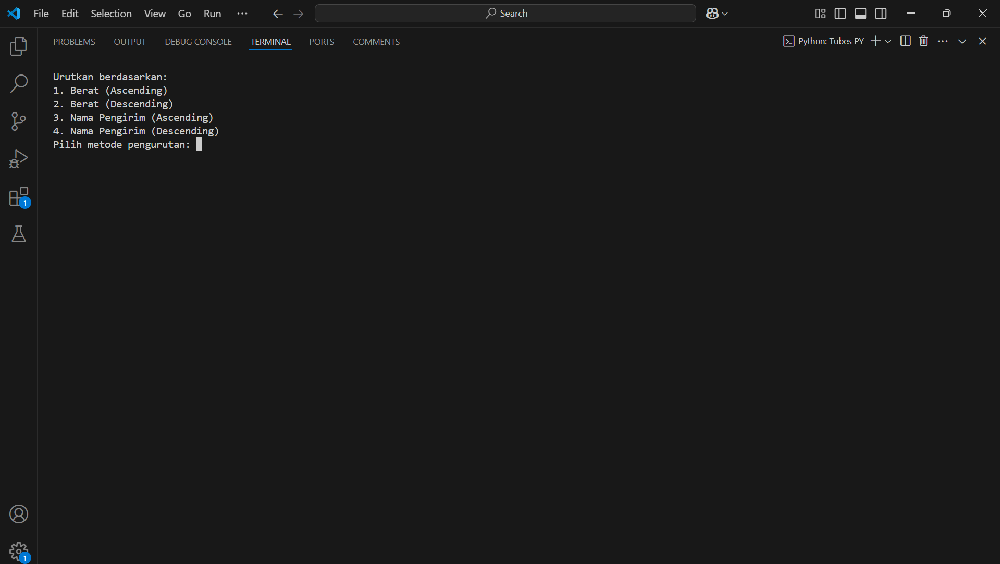 File Edit Selection View Go Run ··· Search
PROBLEMS OUTPUT DEBUG CONSOLE TERMINAL PORTS COMMENTS Python: Tubes PY
Urutkan berdasarkan:
1. Berat (Ascending)
2. Berat (Descending)
3. Nama Pengirim (Ascending)
4. Nama Pengirim (Descending)
Pilih metode pengurutan:
1
1